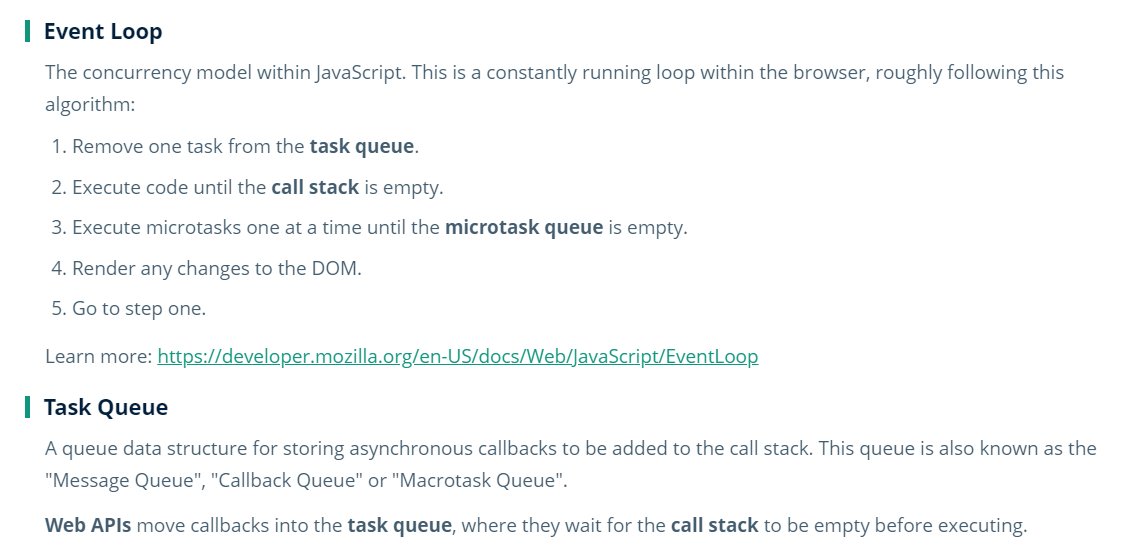 Event Loop
The concurrency model within JavaScript. This is a constantly running loop within the browser, roughly following this
algorithm:
1. Remove one task from the task queue.
2. Execute code until the call stack is empty.
3. Execute microtasks one at a time until the microtask queue is empty.
4. Render any changes to the DOM.
5. Go to step one.
Learn more: https://developer.mozilla.org/en-US/docs/Web/JavaScript/EventLoop
Task Queue
A queue data structure for storing asynchronous callbacks to be added to the call stack. This queue is also known as the
"Message Queue", "Callback Queue" or "Macrotask Queue".
Web APIs move callbacks into the task queue, where they wait for the call stack to be empty before executing.